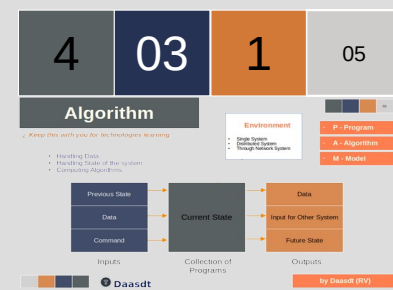 4
03
1
05
Algorithm
Keep this with you for technologies learning
Environment
Single System
Distributed System
Through Network System
P - Program
A - Algorithm
M - Model
Handling Data
Handling State of the system
Computing Algorithms
Previous State
Data
Command
Current State
Data
Input for Other System
Future State
Inputs
Collection of
Programs
Outputs
Daasdt
by Daasdt (RV)